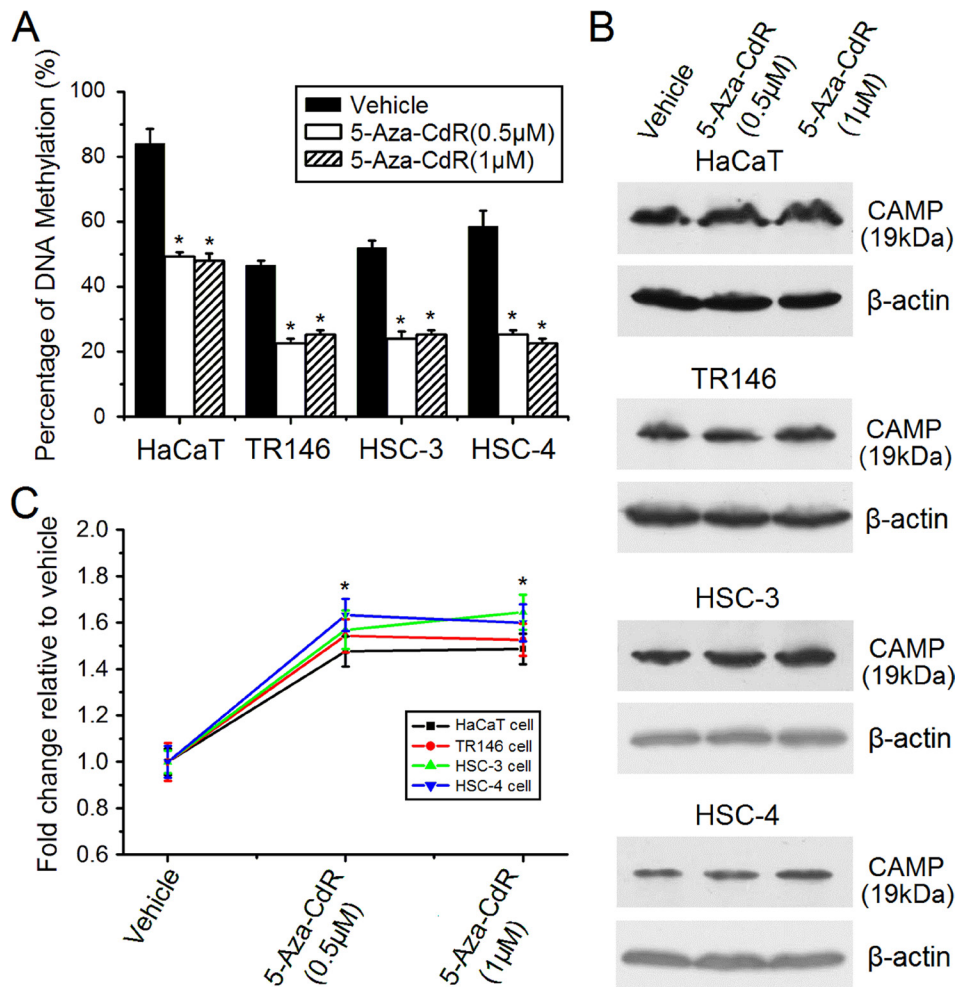 A
Percentage of DNA Methylation (%)
100
80
60
40
20
0
Vehicle
5-Aza-CdR(0.5μM)
5-Aza-CdR(1μM)
* *
* *
* *
* *
HaCaT TR146 HSC-3 HSC-4
B
Vehicle
5-Aza-CdR
(0.5μM)
5-Aza-CdR
(1μM)
HaCaT
CAMP
(19kDa)
β-actin
TR146
CAMP
(19kDa)
β-actin
HSC-3
CAMP
(19kDa)
β-actin
HSC-4
CAMP
(19kDa)
β-actin
C
Fold change relative to vehicle
2.0
1.8
1.6
1.4
1.2
1.0
0.8
0.6
* *
HaCaT cell
TR146 cell
HSC-3 cell
HSC-4 cell
Vehicle
5-Aza-CdR
(0.5μM)
5-Aza-CdR
(1μM)